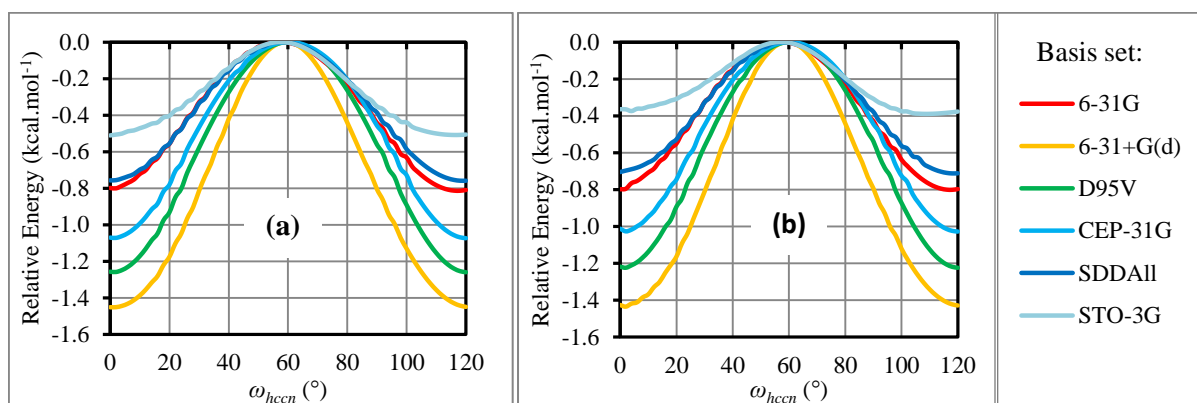 Relative Energy (kcal.mol⁻¹)
0.0
-0.2
-0.4
-0.6
-0.8
-1.0
-1.2
-1.4
-1.6
(a)
0 20 40 60 80 100 120
ω_hccn (°)
Relative Energy (kcal.mol⁻¹)
0.0
-0.2
-0.4
-0.6
-0.8
-1.0
-1.2
-1.4
-1.6
(b)
0 20 40 60 80 100 120
ω_hccn (°)
Basis set:
6-31G
6-31+G(d)
D95V
CEP-31G
SDDAll
STO-3G